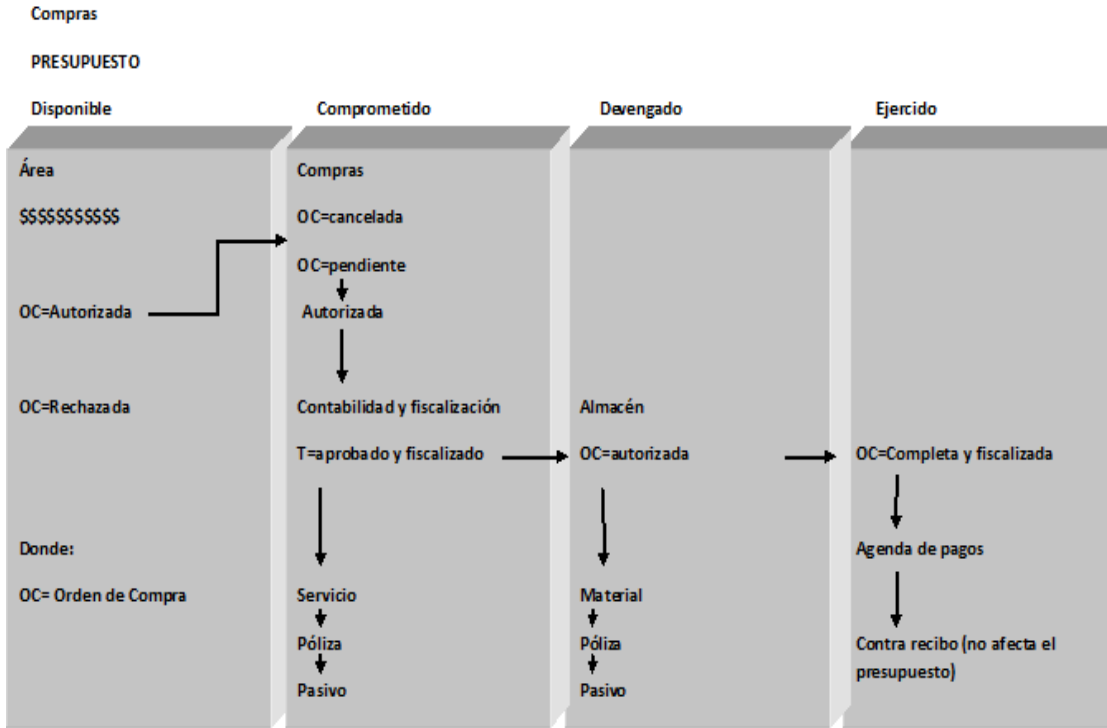 Compras
PRESUPUESTO
Disponible
Comprometido
Devengado
Ejercido
Área
$$$$$$$$$$$
OC=Autorizada
OC=Rechazada
Donde:
OC= Orden de Compra
Compras
OC=cancelada
OC=pendiente
Autorizada
Contabilidad y fiscalización
T=aprobado y fiscalizado
Servicio
Póliza
Pasivo
Almacén
OC=autorizada
Material
Póliza
Pasivo
OC=Completa y fiscalizada
Agenda de pagos
Contra recibo (no afecta el
presupuesto)